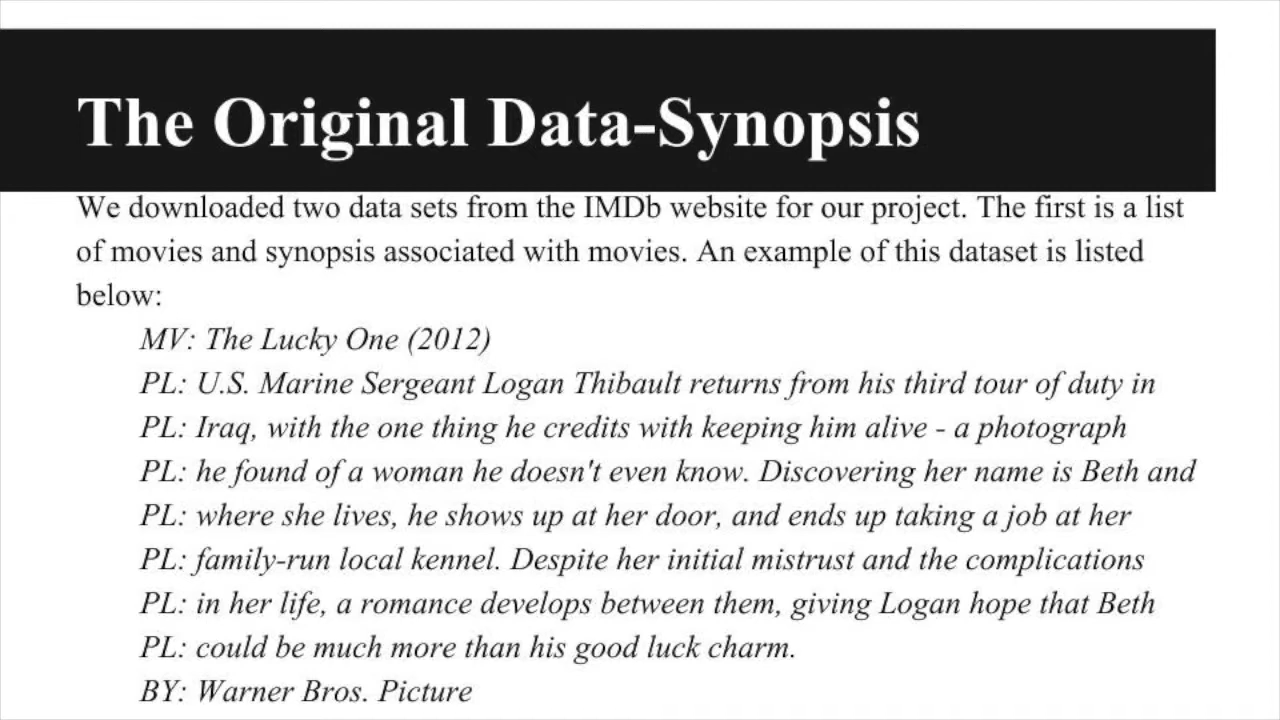 The Original Data-Synopsis
We downloaded two data sets from the IMDb website for our project. The first is a list
of movies and synopsis associated with movies. An example of this dataset is listed
below:
MV: The Lucky One (2012)
PL: U.S. Marine Sergeant Logan Thibault returns from his third tour of duty in
PL: Iraq, with the one thing he credits with keeping him alive - a photograph
PL: he found of a woman he doesn't even know. Discovering her name is Beth and
PL: where she lives, he shows up at her door, and ends up taking a job at her
PL: family-run local kennel. Despite her initial mistrust and the complications
PL: in her life, a romance develops between them, giving Logan hope that Beth
PL: could be much more than his good luck charm.
BY: Warner Bros. Picture